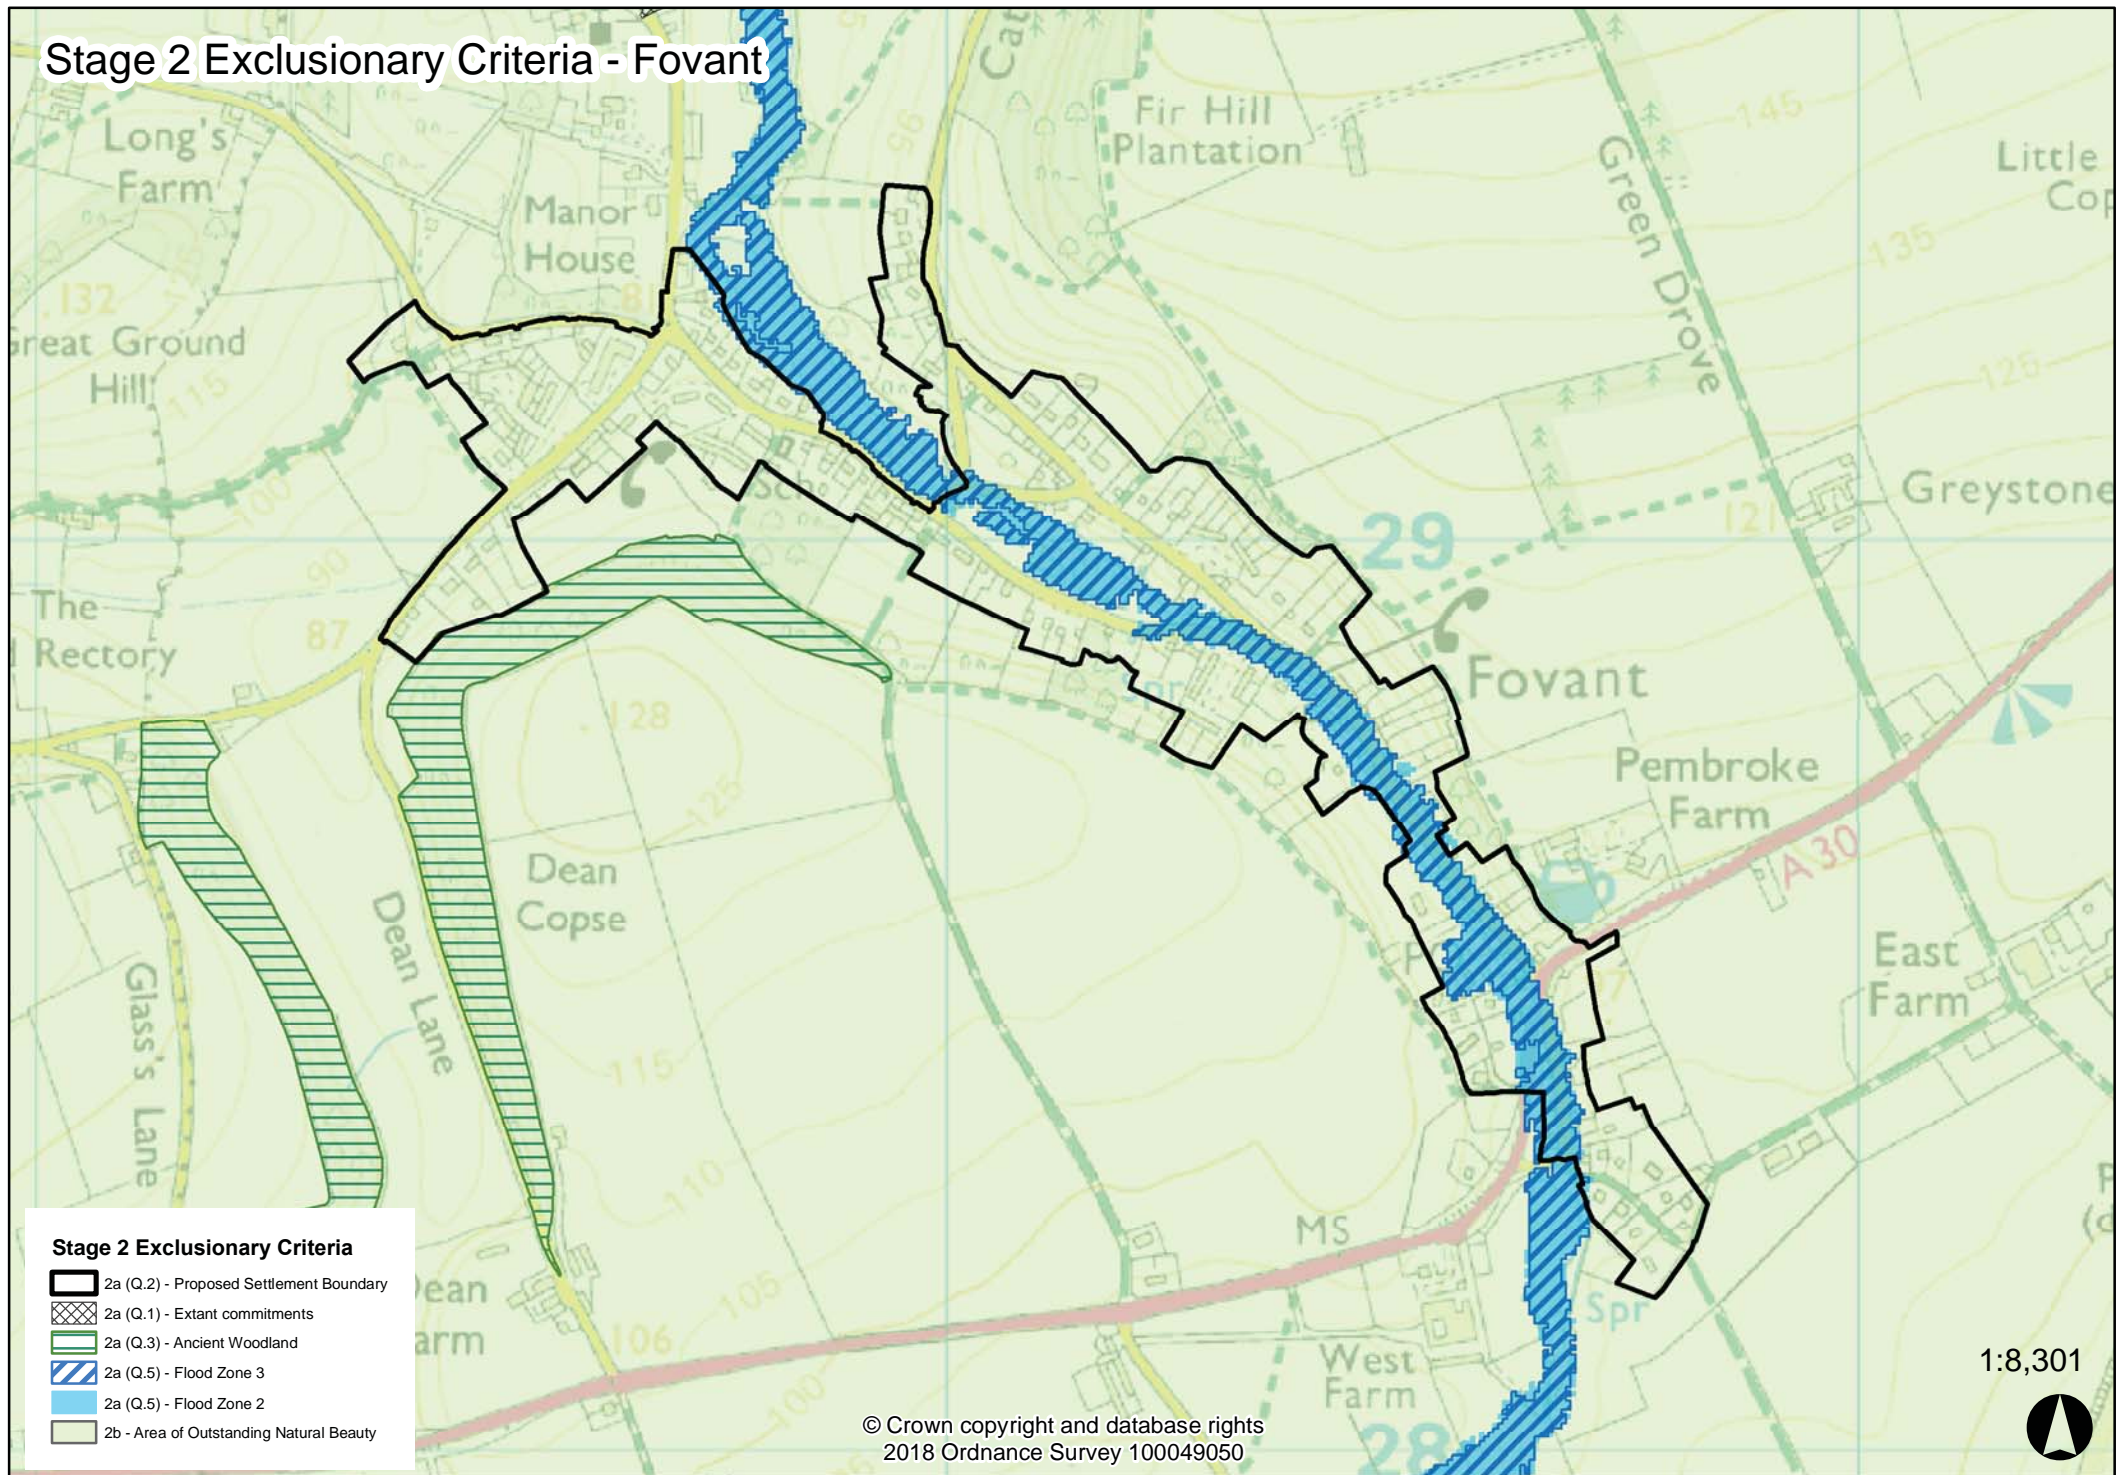 Stage 2 Exclusionary Criteria - Fovant
Long's
Farm
Manor
House
Fir Hill
Plantation
Green Drove
Little
145
135
125
132
115
Great Ground
Hill
100
90
87
The
Rectory
95
29
121
Greystone
Fovant
Pembroke
Farm
A 30
East
Farm
Sch
Spr
128
125
Dean
Copse
Dean Lane
Glass's Lane
115
110
105
106
100
97
MS
West
Farm
Spr
28
Stage 2 Exclusionary Criteria
2a (Q.2) - Proposed Settlement Boundary
2a (Q.1) - Extant commitments
2a (Q.3) - Ancient Woodland
2a (Q.5) - Flood Zone 3
2a (Q.5) - Flood Zone 2
2b - Area of Outstanding Natural Beauty
© Crown copyright and database rights
2018 Ordnance Survey 100049050
1:8,301